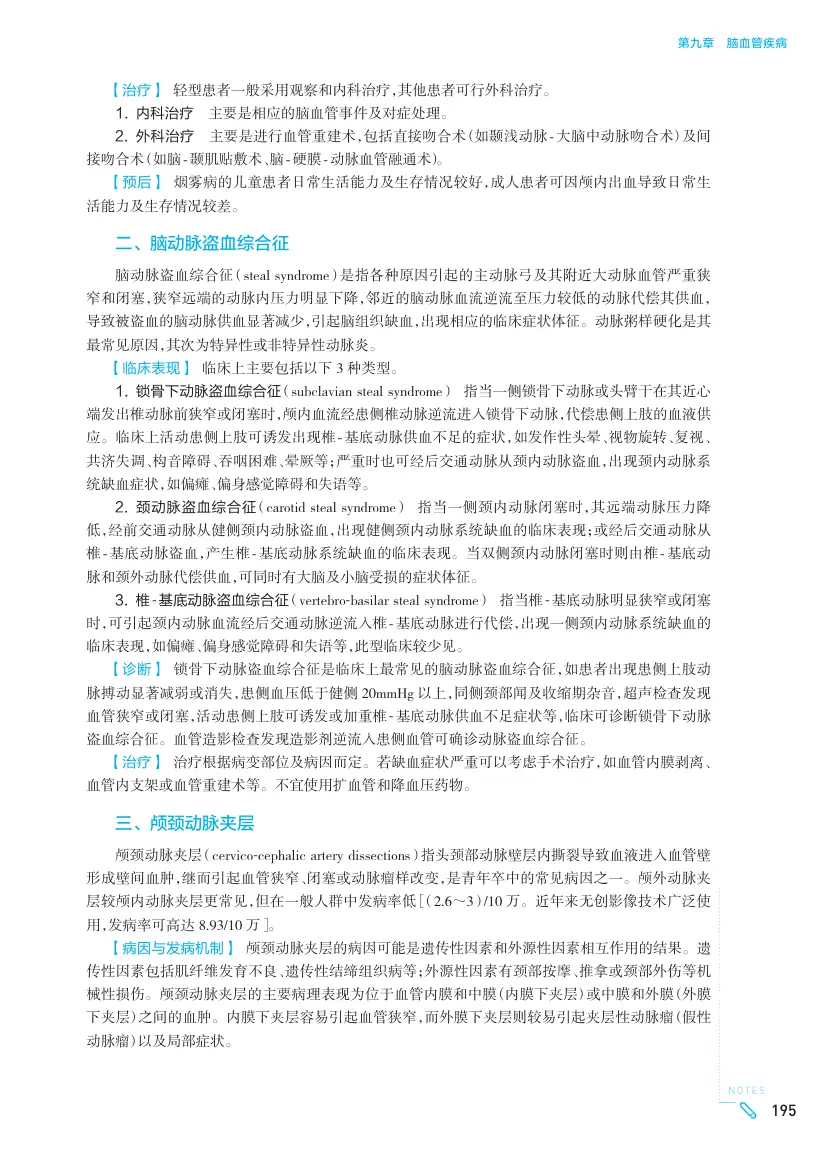 第九章 脑血管疾病
【治疗】 轻型患者一般采用观察和内科治疗,其他患者可行外科治疗。
1. 内科治疗 主要是相应的脑血管事件及对症处理。
2. 外科治疗 主要是进行血管重建术,包括直接吻合术(如颞浅动脉-大脑中动脉吻合术)及间
接吻合术(如脑-颞肌贴敷术、脑-硬膜-动脉血管融通术)。
【预后】 烟雾病的儿童患者日常生活能力及生存情况较好,成人患者可因颅内出血导致日常生
活能力及生存情况较差。
二、脑动脉盗血综合征
脑动脉盗血综合征(steal syndrome)是指各种原因引起的主动脉弓及其附近大动脉血管严重狭
窄和闭塞,狭窄远端的动脉内压力明显下降,邻近的脑动脉血流逆流至压力较低的动脉代偿其供血,
导致被盗血的脑动脉供血显著减少,引起脑组织缺血,出现相应的临床症状体征。动脉粥样硬化是其
最常见原因,其次为特异性或非特异性动脉炎。
【临床表现】 临床上主要包括以下 3 种类型。
1. 锁骨下动脉盗血综合征(subclavian steal syndrome) 指当一侧锁骨下动脉或头臂干在其近心
端发出椎动脉前狭窄或闭塞时,颅内血流经患侧椎动脉逆流进入锁骨下动脉,代偿患侧上肢的血液供
应。临床上活动患侧上肢可诱发出现椎-基底动脉供血不足的症状,如发作性头晕、视物旋转、复视、
共济失调、构音障碍、吞咽困难、晕厥等;严重时也可经后交通动脉从颈内动脉盗血,出现颈内动脉系
统缺血症状,如偏瘫、偏身感觉障碍和失语等。
2. 颈动脉盗血综合征(carotid steal syndrome) 指当一侧颈内动脉闭塞时,其远端动脉压力降
低,经前交通动脉从健侧颈内动脉盗血,出现健侧颈内动脉系统缺血的临床表现;或经后交通动脉从
椎-基底动脉盗血,产生椎-基底动脉系统缺血的临床表现。当双侧颈内动脉闭塞时则由椎-基底动
脉和颈外动脉代偿供血,可同时有大脑及小脑受损的症状体征。
3. 椎-基底动脉盗血综合征(vertebro-basilar steal syndrome) 指当椎-基底动脉明显狭窄或闭塞
时,可引起颈内动脉血流经后交通动脉逆流入椎-基底动脉进行代偿,出现一侧颈内动脉系统缺血的
临床表现,如偏瘫、偏身感觉障碍和失语等,此型临床较少见。
【诊断】 锁骨下动脉盗血综合征是临床上最常见的脑动脉盗血综合征,如患者出现患侧上肢动
脉搏动显著减弱或消失,患侧血压低于健侧 20mmHg 以上,同侧颈部闻及收缩期杂音,超声检查发现
血管狭窄或闭塞,活动患侧上肢可诱发或加重椎-基底动脉供血不足症状等,临床可诊断锁骨下动脉
盗血综合征。血管造影检查发现造影剂逆流入患侧血管可确诊动脉盗血综合征。
【治疗】 治疗根据病变部位及病因而定。若缺血症状严重可以考虑手术治疗,如血管内膜剥离、
血管内支架或血管重建术等。不宜使用扩血管和降血压药物。
三、颅颈动脉夹层
颅颈动脉夹层(cervico-cephalic artery dissections)指头颈部动脉壁层内撕裂导致血液进入血管壁
形成壁间血肿,继而引起血管狭窄、闭塞或动脉瘤样改变,是青年卒中的常见病因之一。颅外动脉夹
层较颅内动脉夹层更常见,但在一般人群中发病率低[(2.6~3)/10 万。近年来无创影像技术广泛使
用,发病率可高达 8.93/10 万]。
【病因与发病机制】 颅颈动脉夹层的病因可能是遗传性因素和外源性因素相互作用的结果。遗
传性因素包括肌纤维发育不良、遗传性结缔组织病等;外源性因素有颈部按摩、推拿或颈部外伤等机
械性损伤。颅颈动脉夹层的主要病理表现为位于血管内膜和中膜(内膜下夹层)或中膜和外膜(外膜
下夹层)之间的血肿。内膜下夹层容易引起血管狭窄,而外膜下夹层则较易引起夹层性动脉瘤(假性
动脉瘤)以及局部症状。
NOTES
195